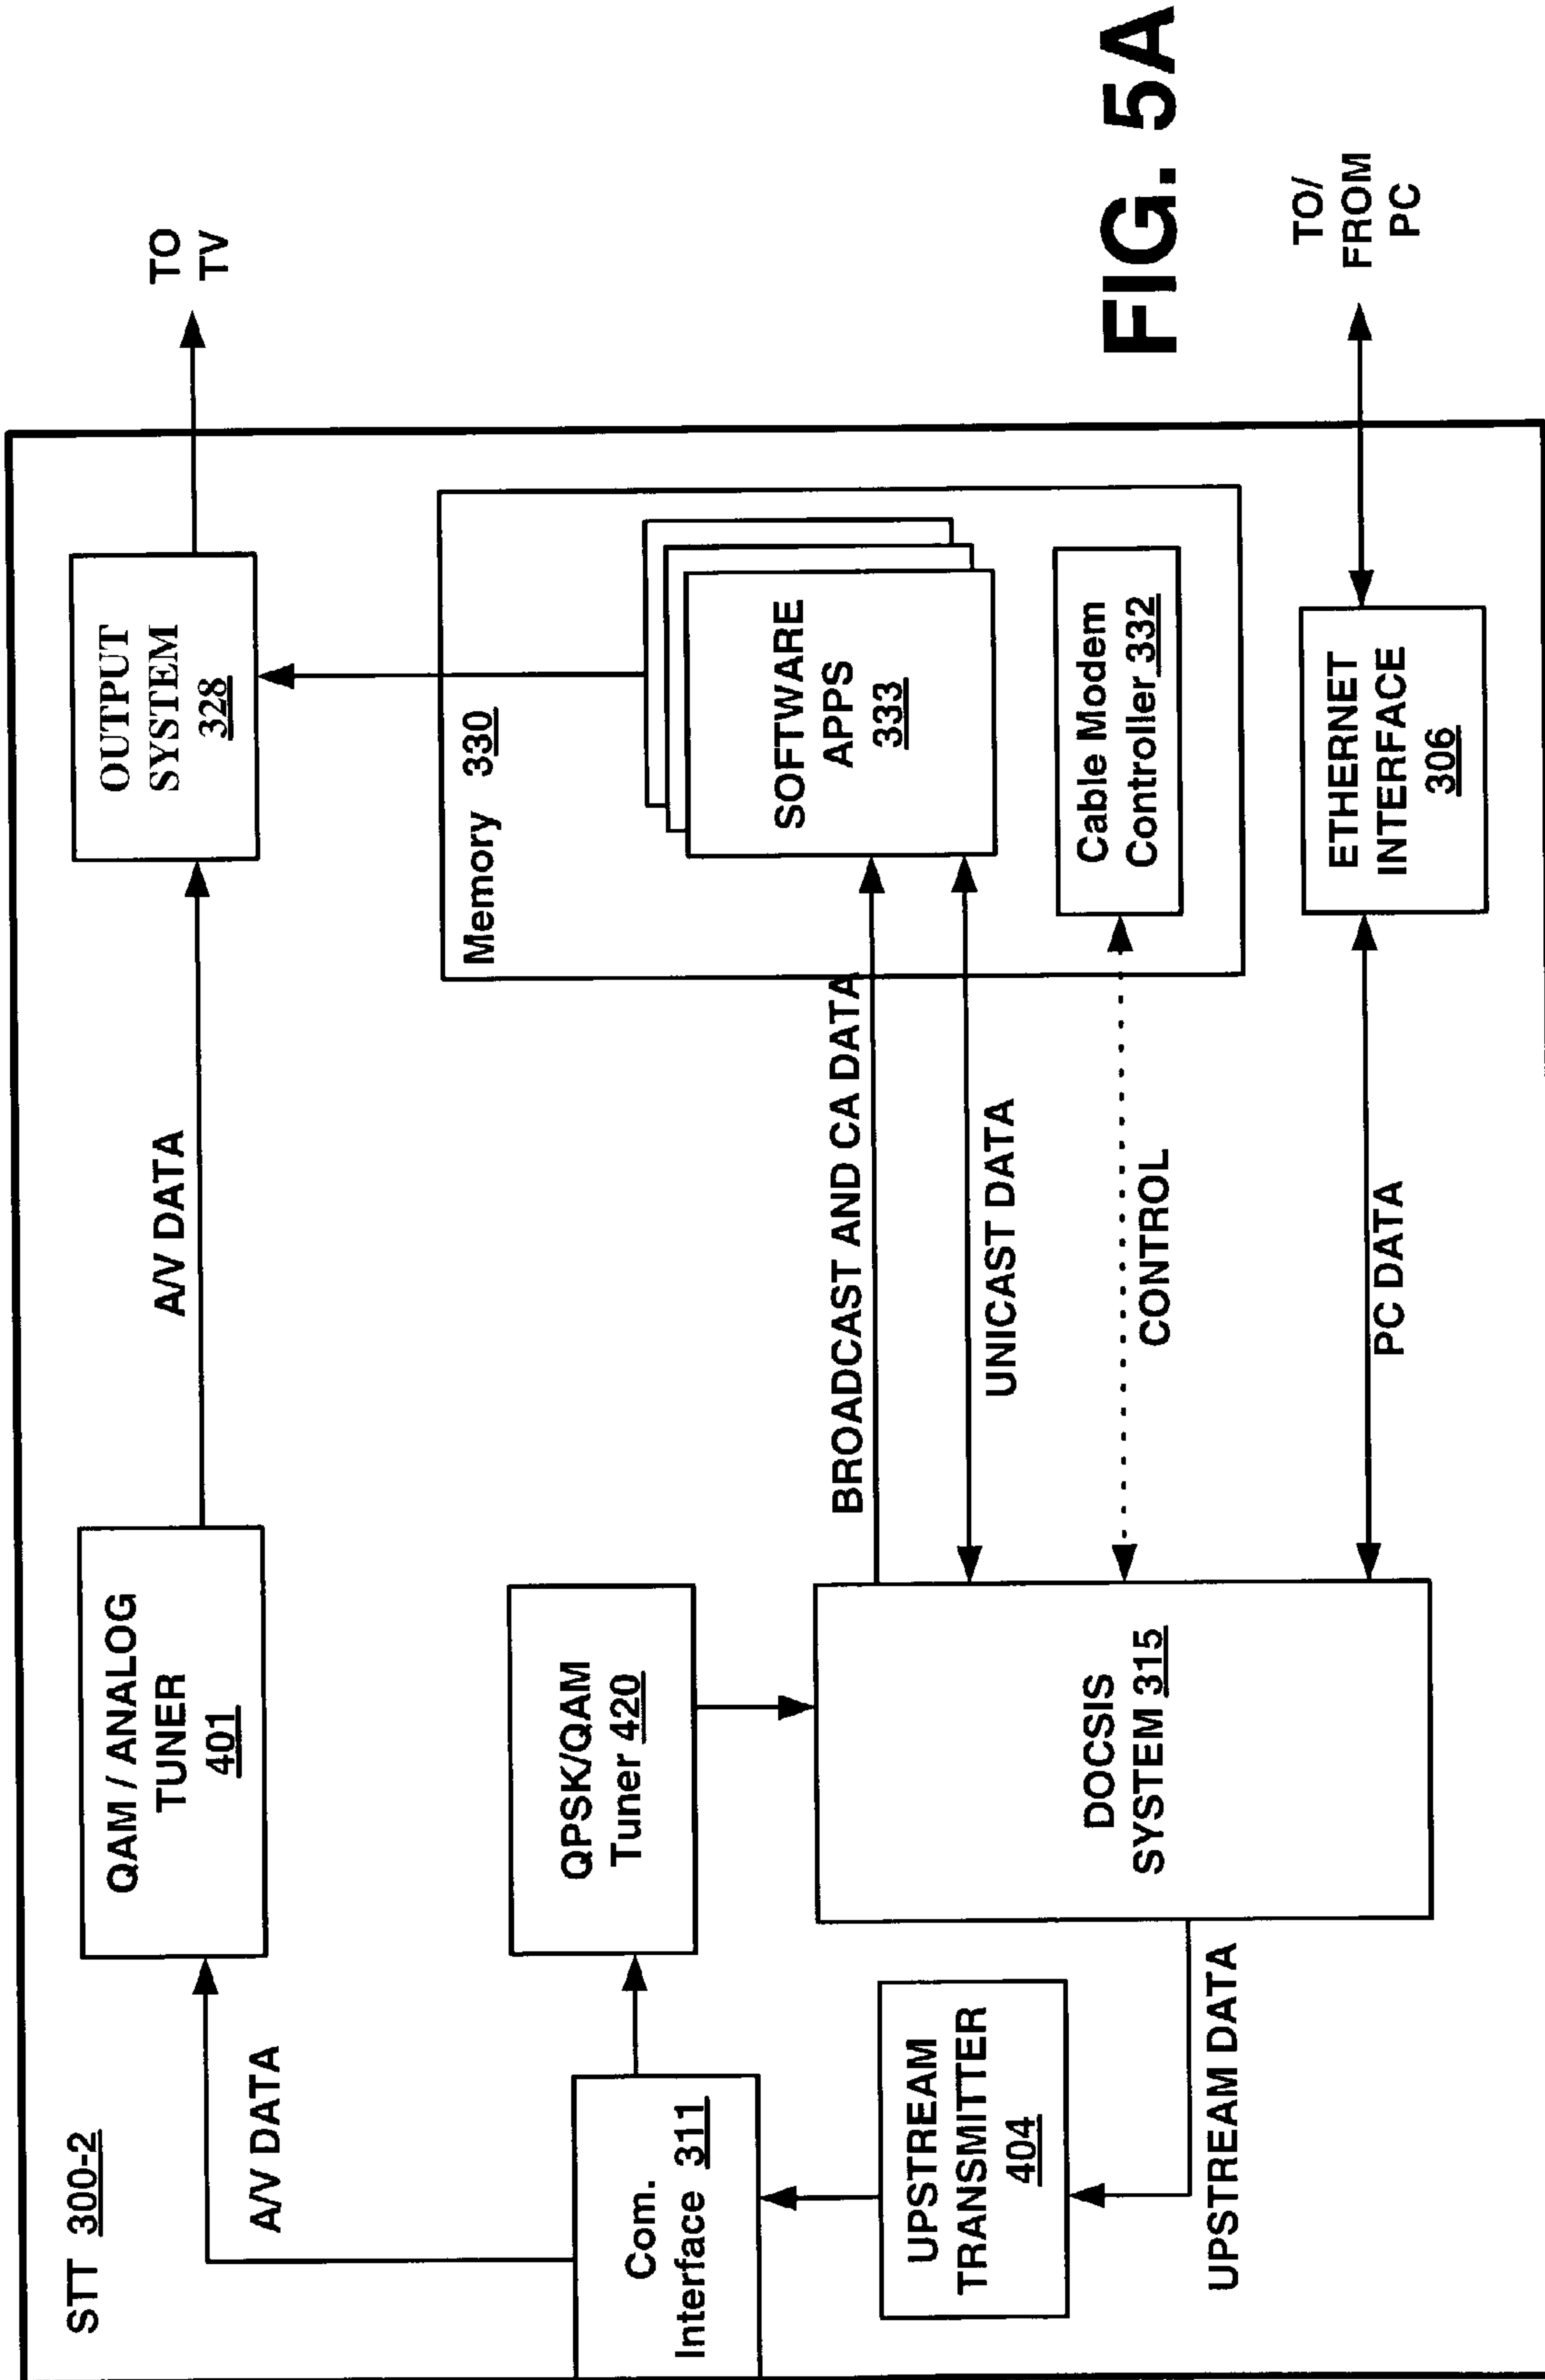 STT 300-2
A/V DATA
QAM / ANALOG
TUNER
401
A/V DATA
OUTPUT
SYSTEM
328
TO
TV
Com.
Interface 311
QPSK/QAM
Tuner 420
Memory 330
SOFTWARE
APPS
333
BROADCAST AND CA DATA
UNICAST DATA
UPSTREAM
TRANSMITTER
404
DOCSIS
SYSTEM 315
Cable Modem
Controller 332
CONTROL
UPSTREAM DATA
PC DATA
ETHERNET
INTERFACE
306
TO/
FROM
PC
FIG. 5A